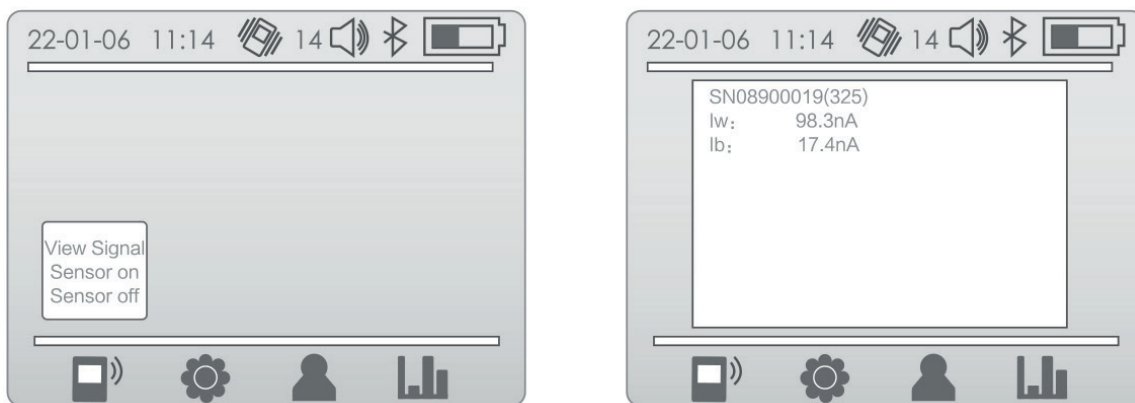 22-01-06 11:14 14
View Signal
Sensor on
Sensor off
22-01-06 11:14 14
SN08900019(325)
Iw： 98.3nA
Ib： 17.4nA